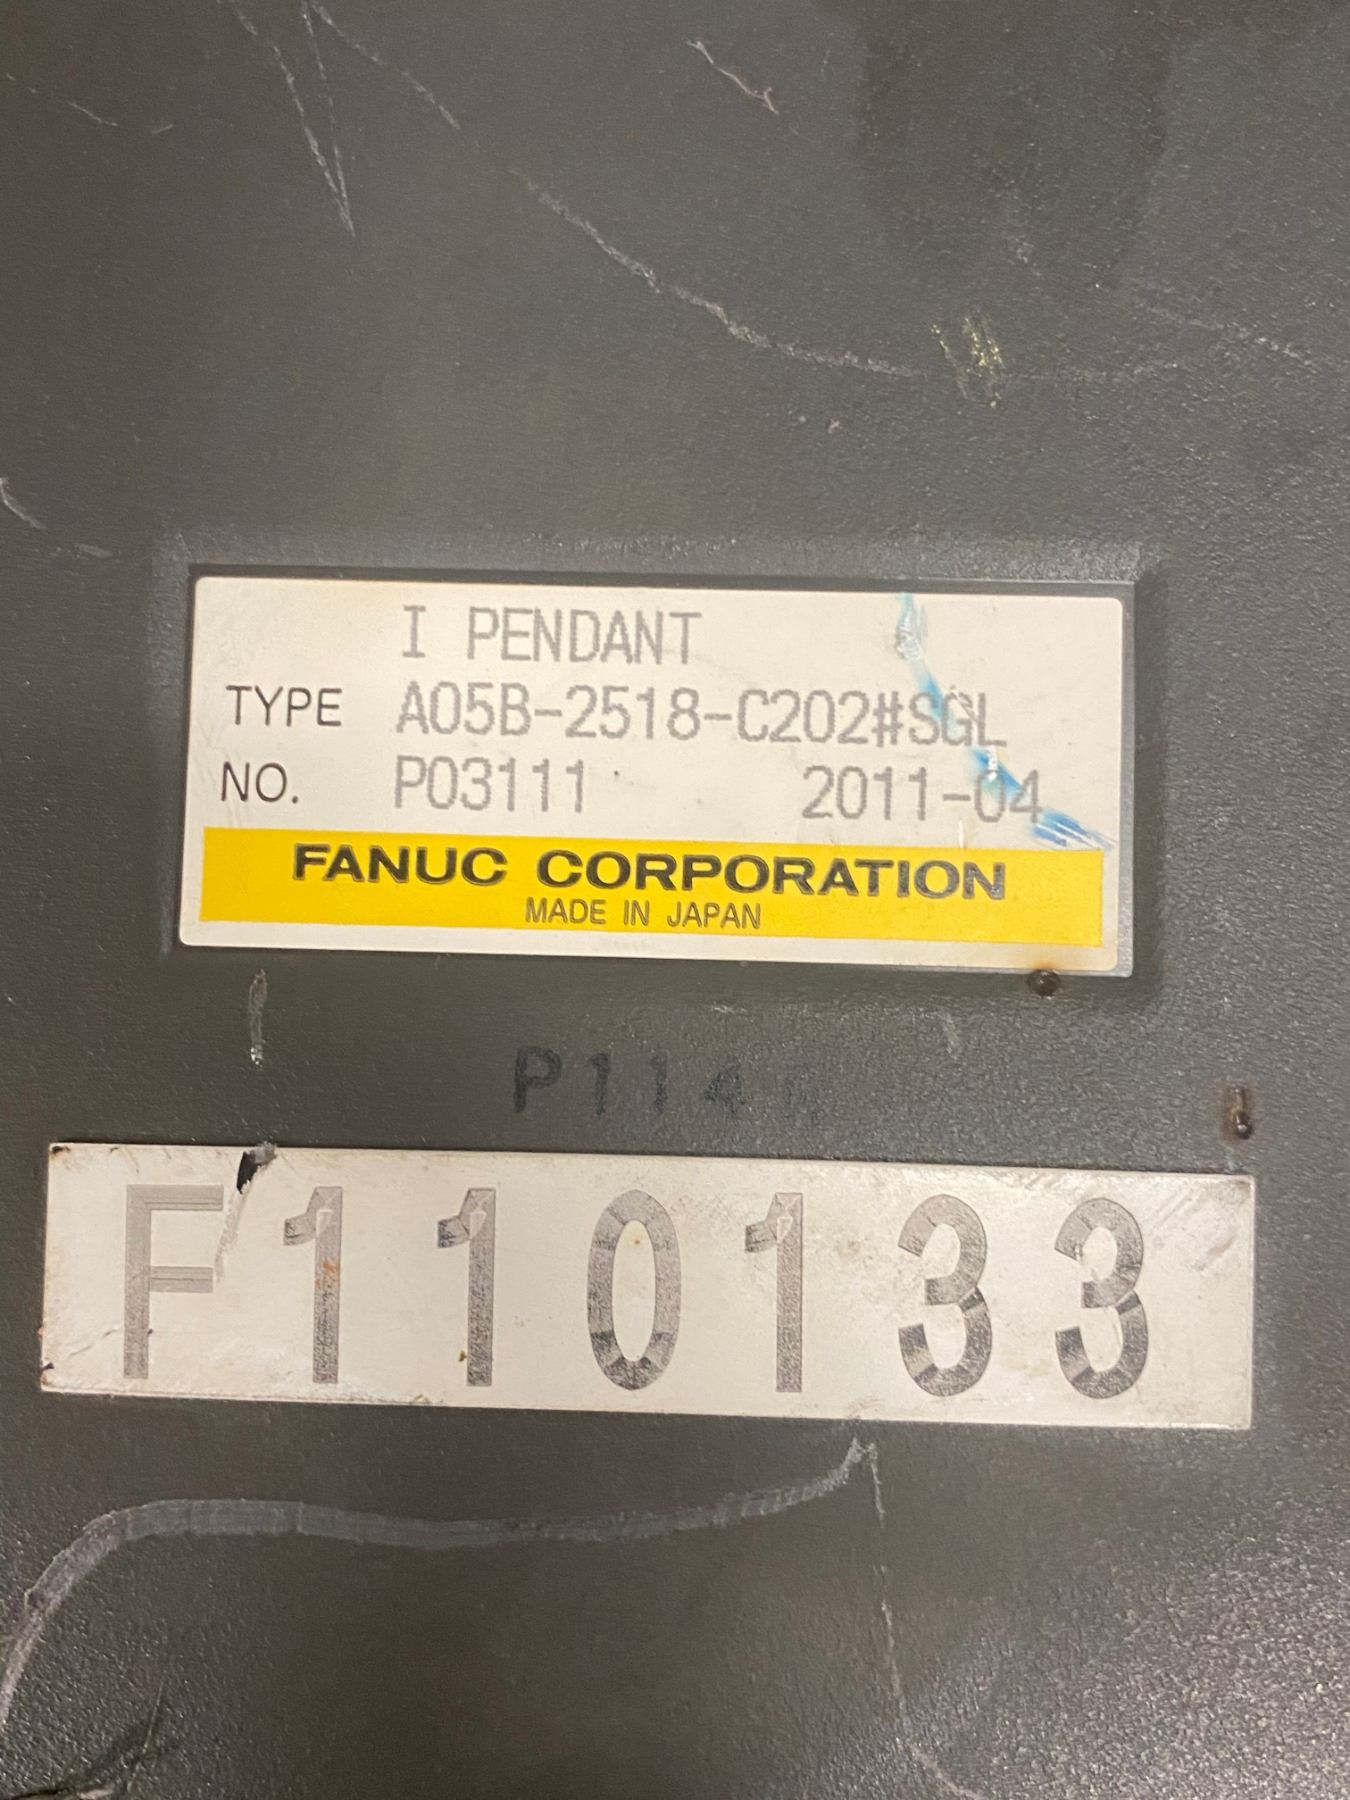 I PENDANT
TYPE A05B-2518-C202#SGL
NO. P03111 2011-04
FANUC CORPORATION
MADE IN JAPAN
P114
F110133